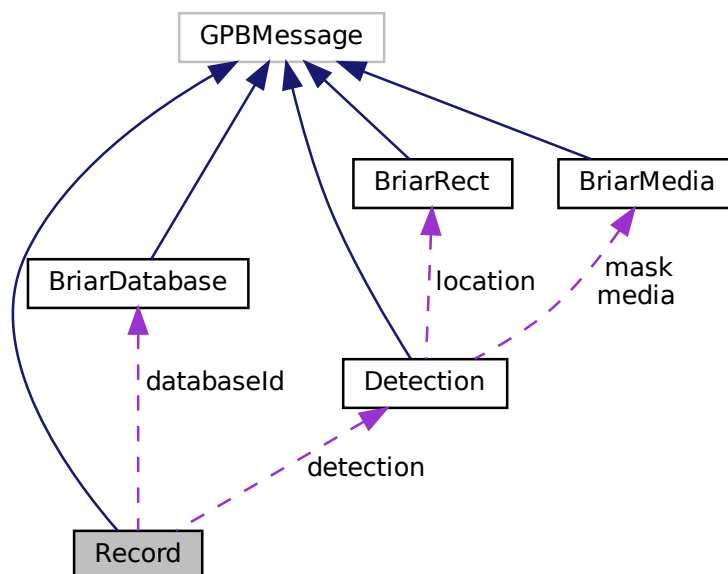 GPBMessage
BriarRect
BriarMedia
BriarDatabase
location
mask
media
databaseId
Detection
detection
Record